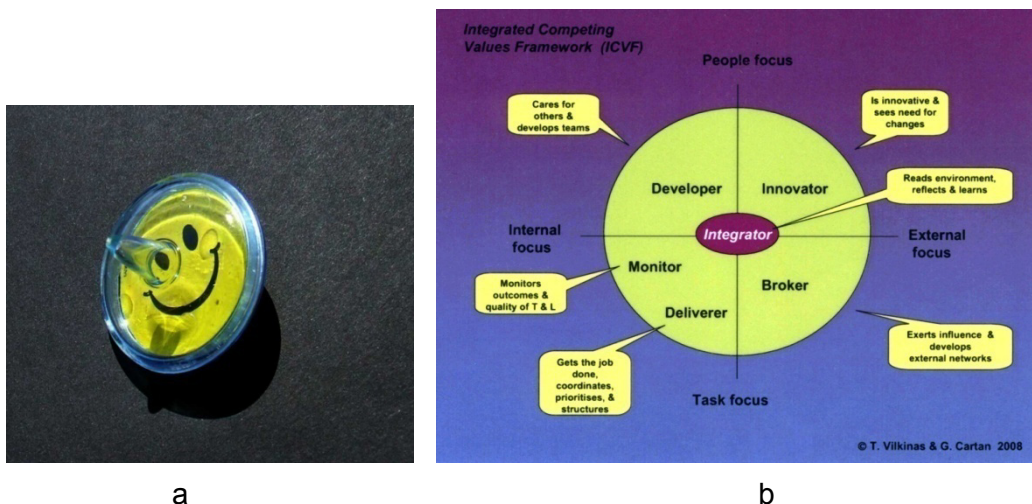 Integrated Competing
Values Framework (ICVF)
People focus
Cares for
others &
develops teams
Is innovative &
sees need for
changes
Developer
Innovator
Reads environment,
reflects & learns
Internal
focus
Integrator
External
focus
Monitor
Broker
Deliverer
Monitors
outcomes &
quality of T & L
Exerts influence &
develops
external networks
Gets the job
done,
coordinates,
prioritises, &
structures
Task focus
© T. Vilkinas & G. Cartan 2008
a
b